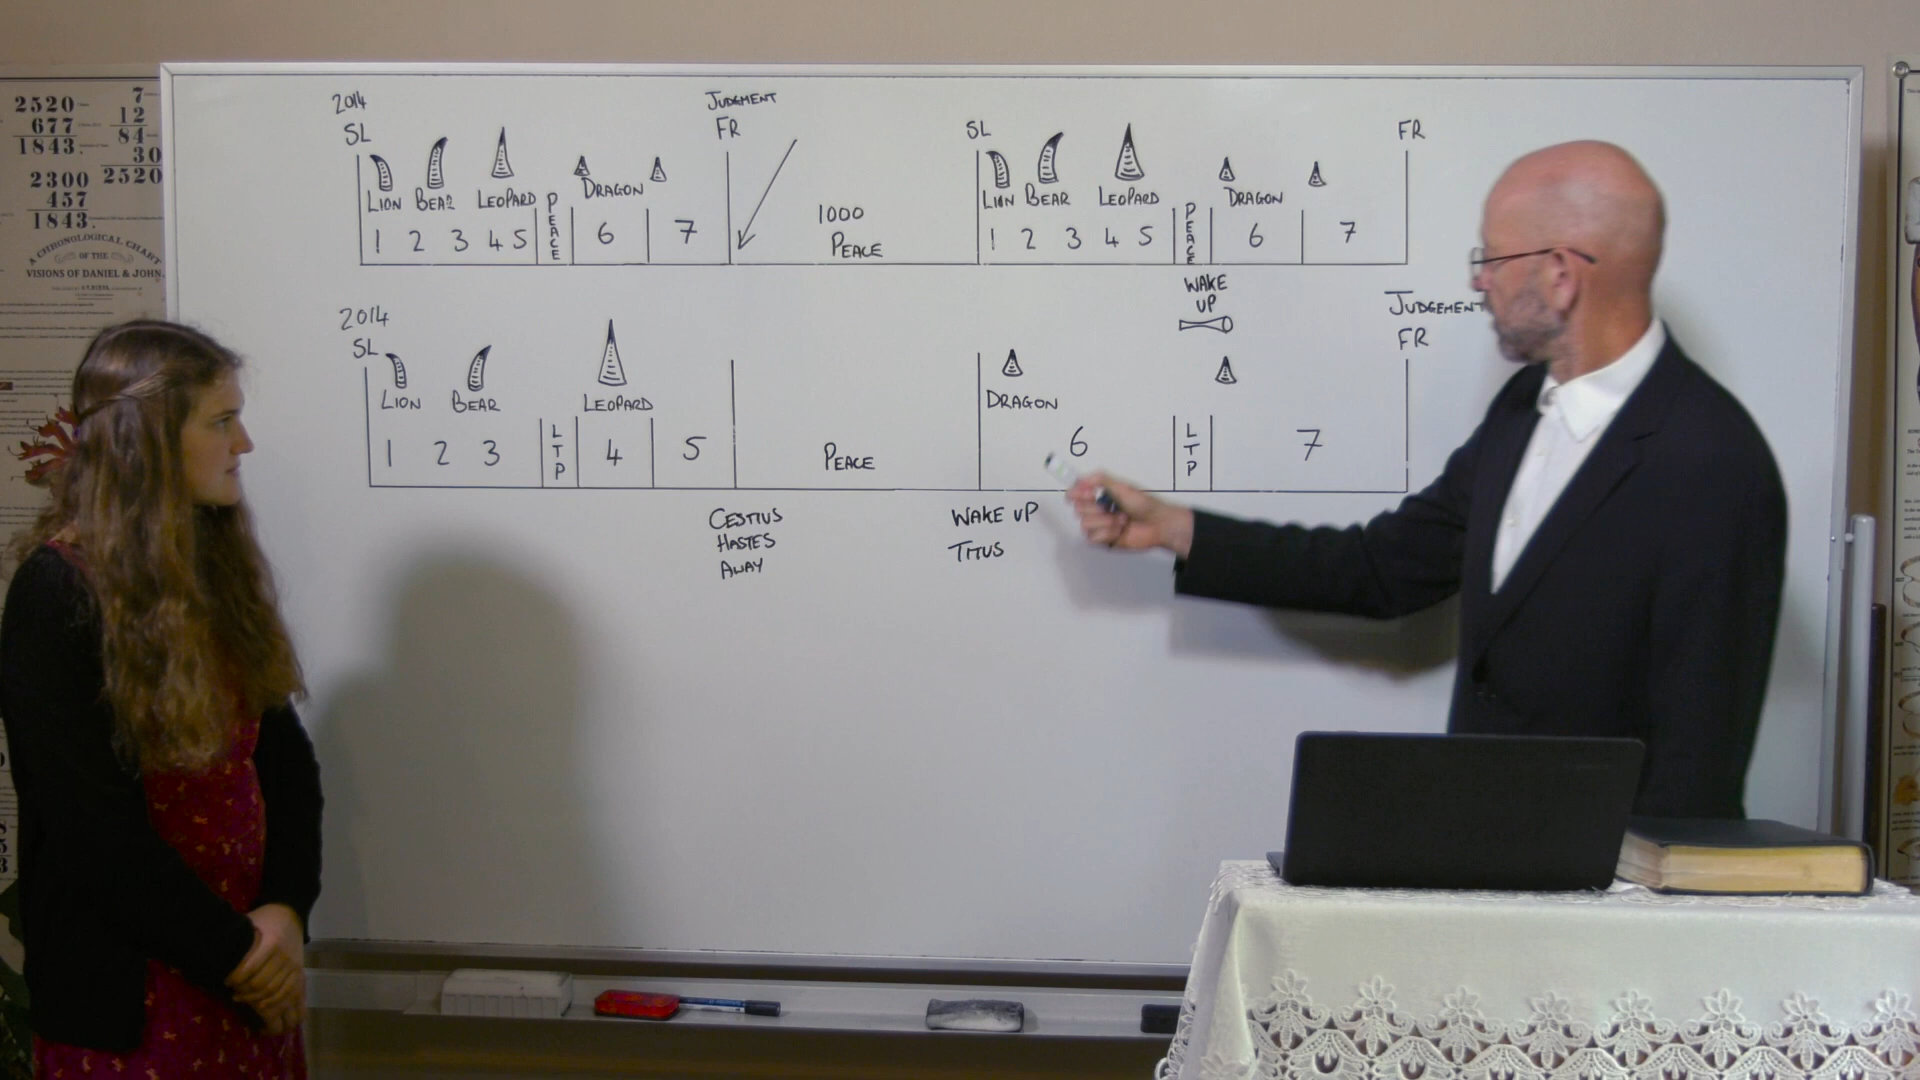 2520 7
677 12
1843. 84
30
2300 2520
457
1843.
A CHRONOLOGICAL CHART
OF THE
VISIONS OF DANIEL & JOHN
2014
SL
JUDGMENT
FR
SL
FR
LION BEAR LEOPARD PEACE DRAGON
1 2 3 4 5 6 7
1000
PEACE
LION BEAR LEOPARD PEACE DRAGON
1 2 3 4 5 6 7
WAKE
UP
2014
SL
JUDGEMENT
FR
LION BEAR LEOPARD DRAGON
1 2 3 LTP 4 5 PEACE 6 LTP 7
CESTIUS
HASTES
AWAY
WAKE UP
TITUS